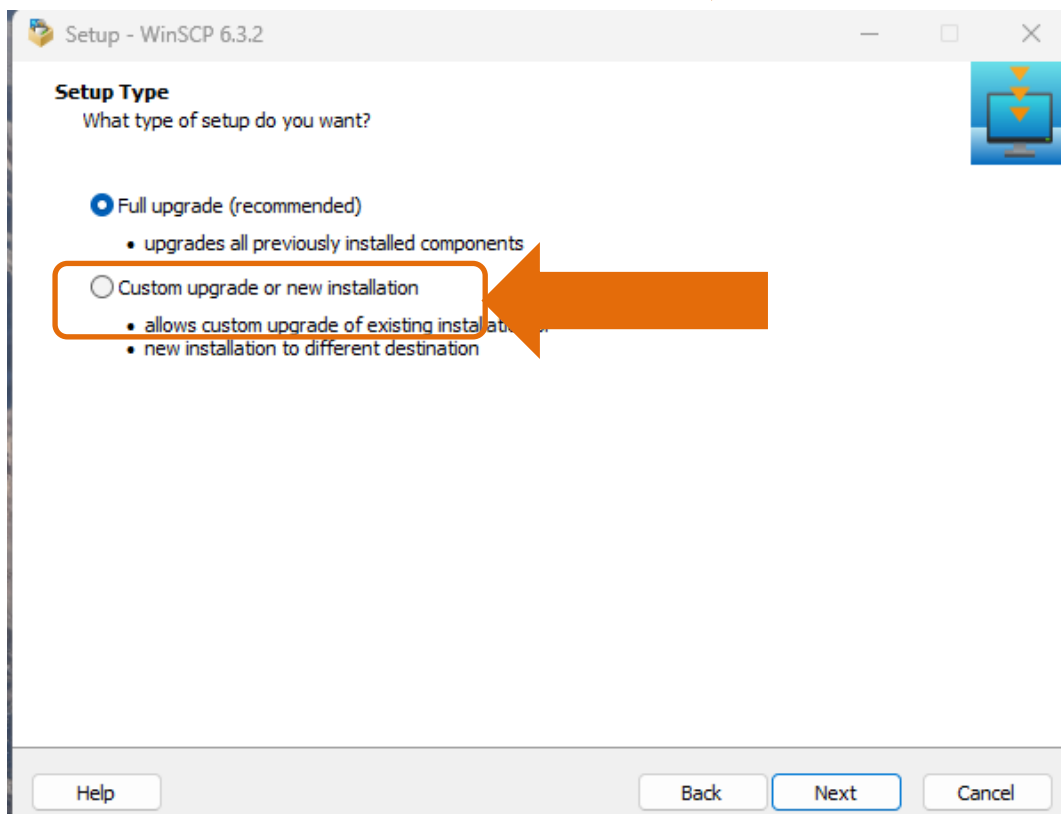 Setup - WinSCP 6.3.2
Setup Type
What type of setup do you want?
Full upgrade (recommended)
• upgrades all previously installed components
Custom upgrade or new installation
• allows custom upgrade of existing installation
• new installation to different destination
Help
Back
Next
Cancel